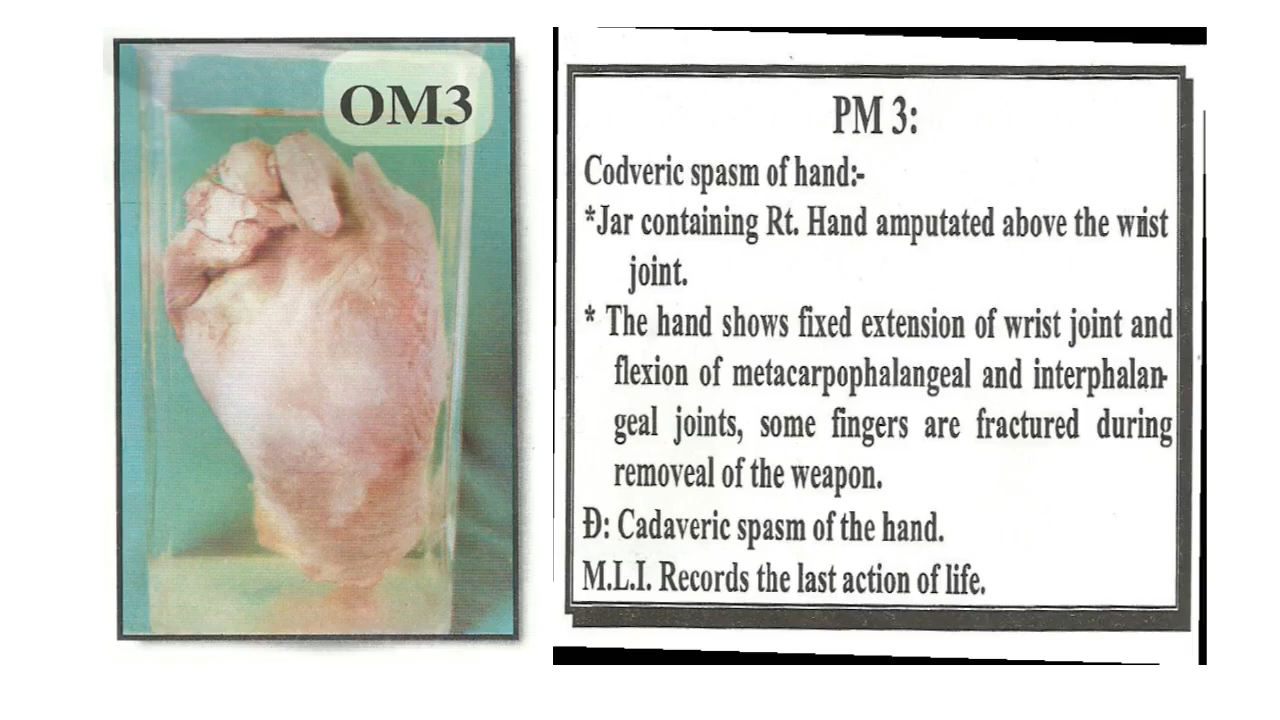 OM3
PM 3:
Codveric spasm of hand:-
*Jar containing Rt. Hand amputated above the wrist
joint.
* The hand shows fixed extension of wrist joint and
flexion of metacarpophalangeal and interphalan-
geal joints, some fingers are fractured during
removeal of the weapon.
Đ: Cadaveric spasm of the hand.
M.L.I. Records the last action of life.